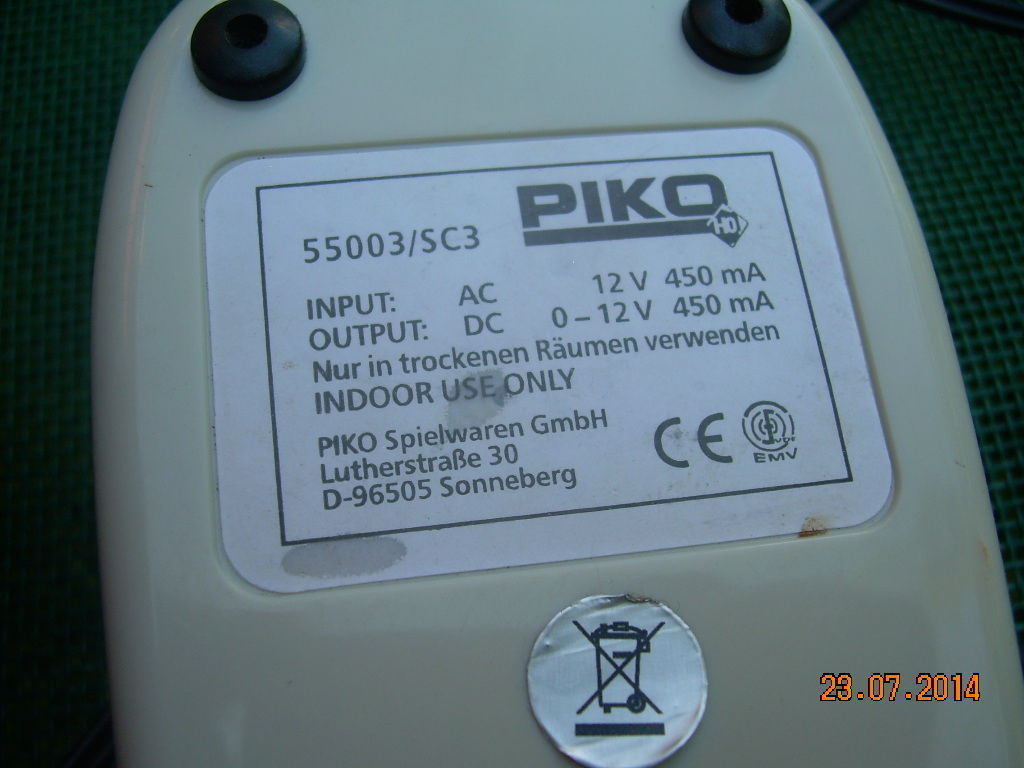 PIKO
HO
55003/SC3
INPUT: AC 12 V 450 mA
OUTPUT: DC 0 – 12 V 450 mA
Nur in trockenen Räumen verwenden
INDOOR USE ONLY
PIKO Spielwaren GmbH
Lutherstraße 30
D-96505 Sonneberg
CE
EMV
23.07.2014